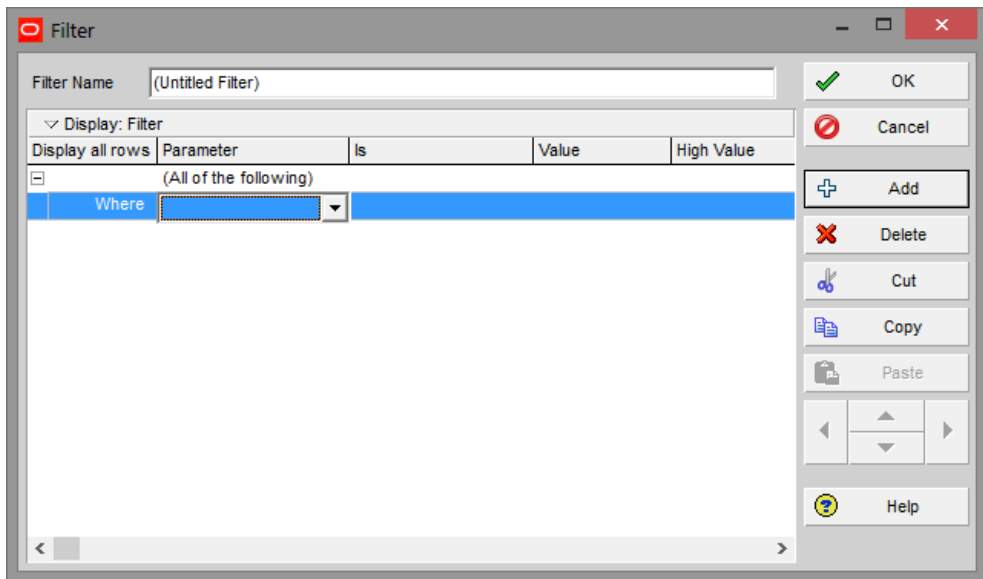 Filter
Filter Name (Untitled Filter)
OK
Display: Filter
Cancel
Display all rows Parameter Is Value High Value
(All of the following)
Add
Where
Delete
Cut
Copy
Paste
Help